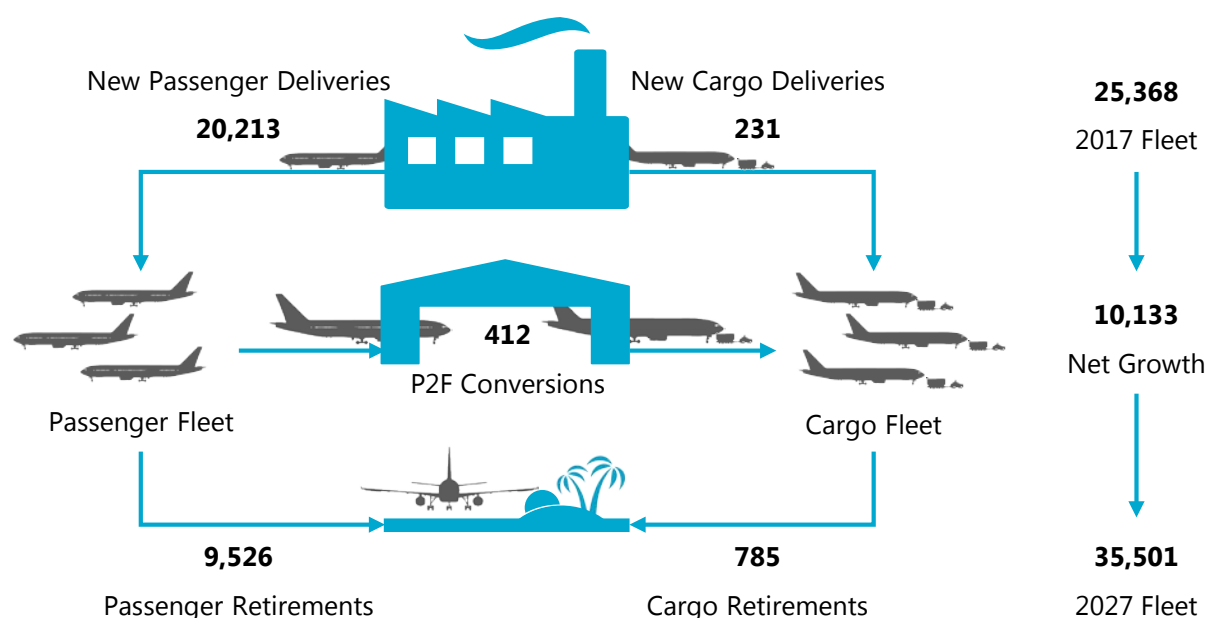 New Passenger Deliveries
20,213
New Cargo Deliveries
231
25,368
2017 Fleet
412
P2F Conversions
10,133
Net Growth
Passenger Fleet
Cargo Fleet
9,526
Passenger Retirements
785
Cargo Retirements
35,501
2027 Fleet